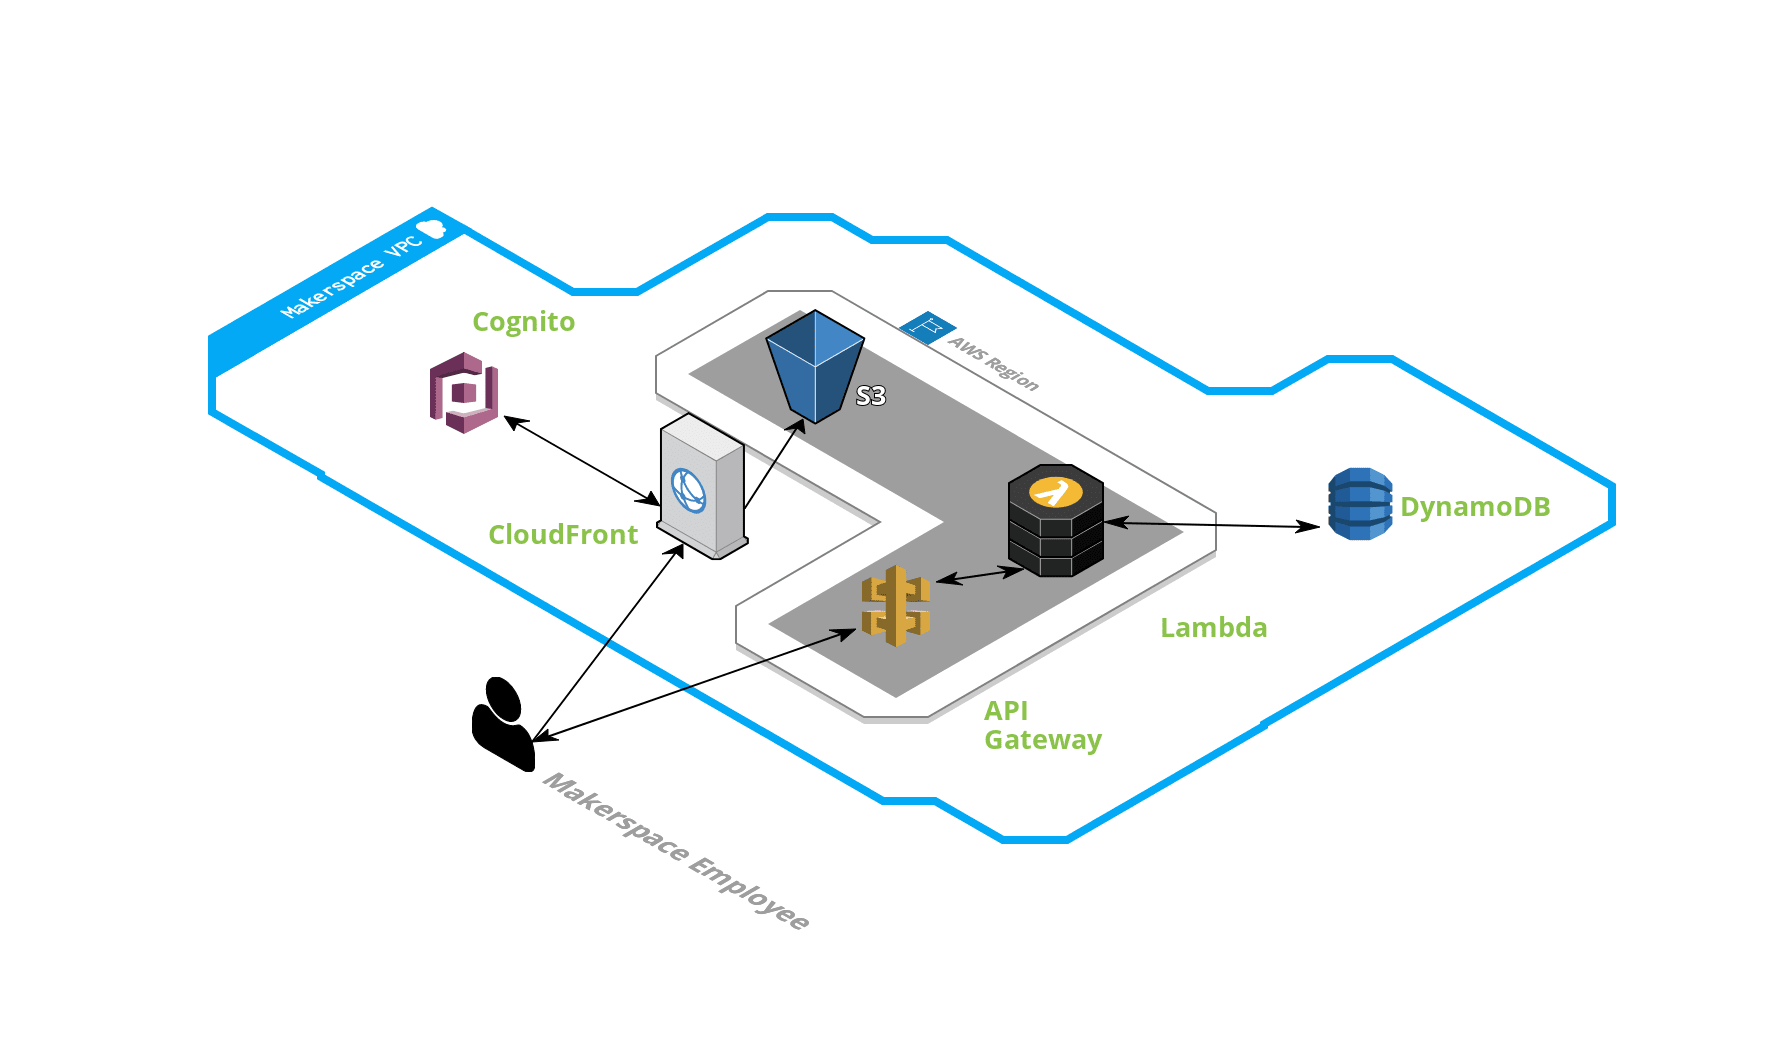 Makerspace VPC
Cognito
AWS Region
S3
CloudFront
DynamoDB
Lambda
API
Gateway
Makerspace Employee